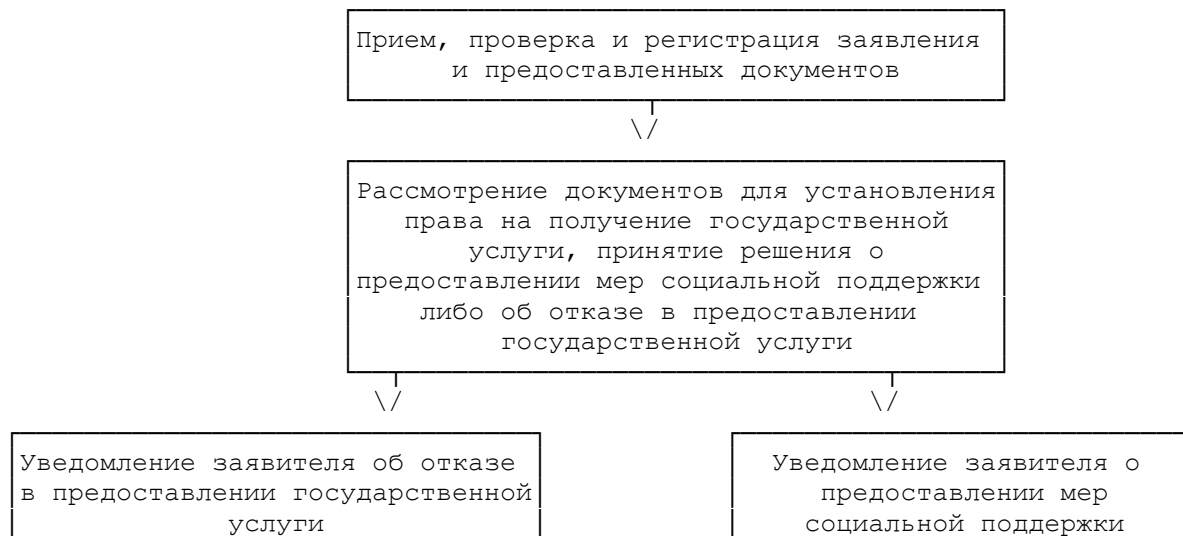 Прием, проверка и регистрация заявления
и предоставленных документов
\/
Рассмотрение документов для установления
права на получение государственной
услуги, принятие решения о
предоставлении мер социальной поддержки
либо об отказе в предоставлении
государственной услуги
\/ \/
Уведомление заявителя об отказе
в предоставлении государственной
услуги
Уведомление заявителя о
предоставлении мер
социальной поддержки